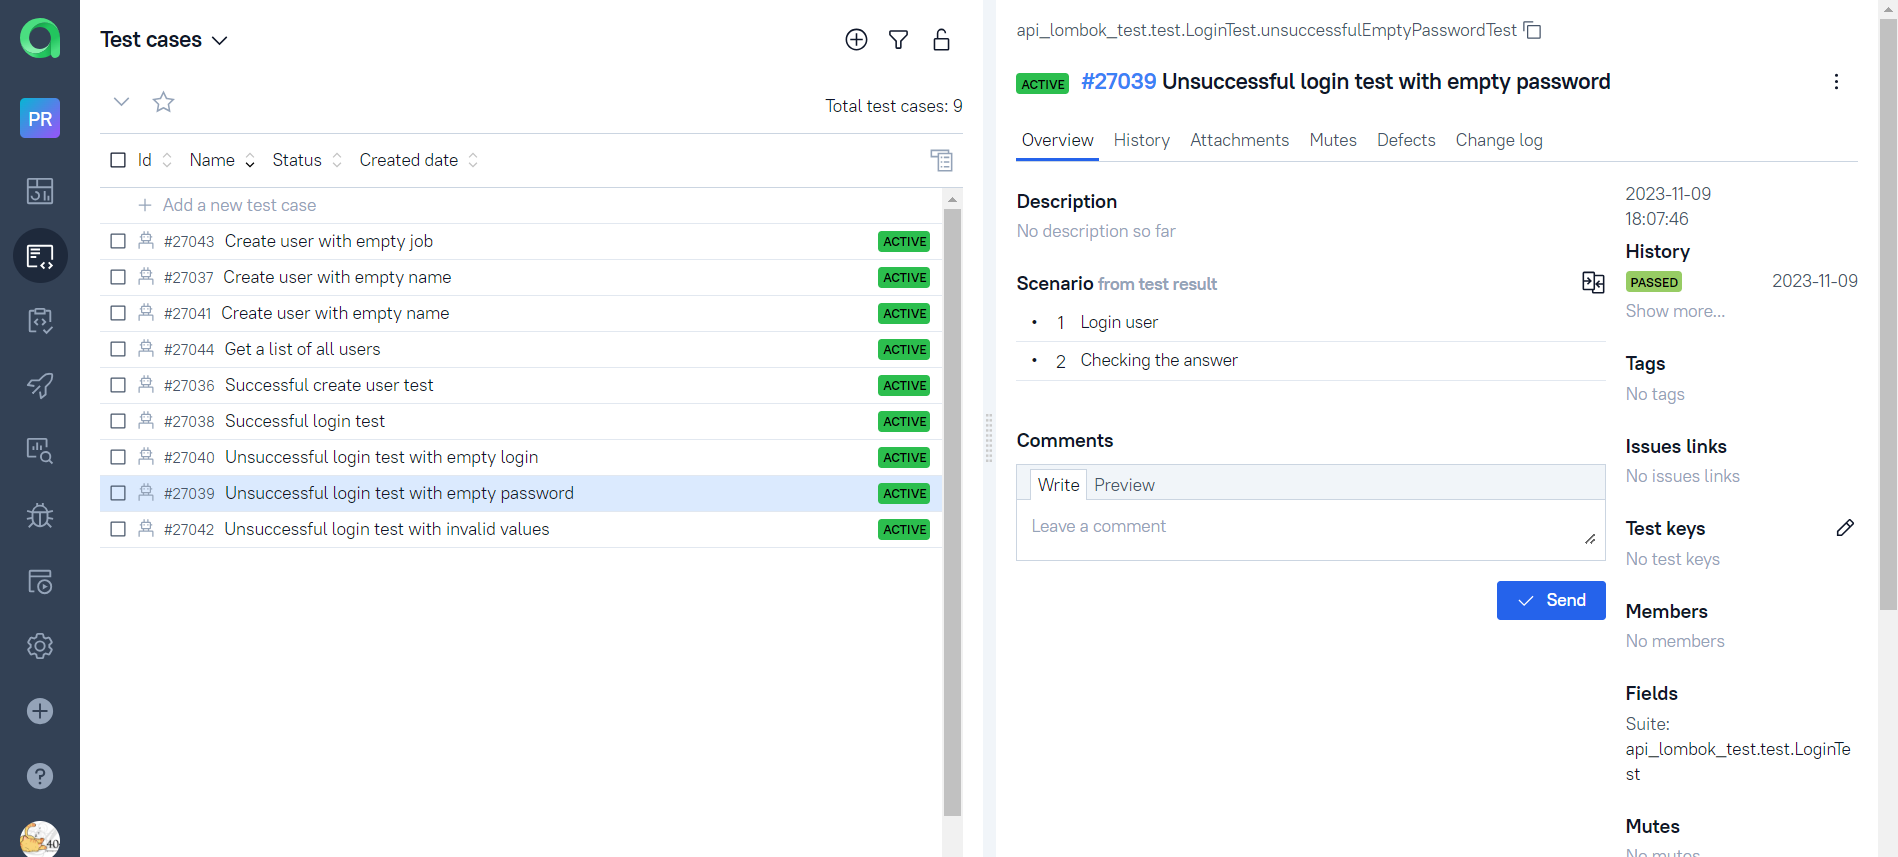 PR
40
Test cases
Total test cases: 9
Id Name Status Created date
Add a new test case
#27043 Create user with empty job ACTIVE
#27037 Create user with empty name ACTIVE
#27041 Create user with empty name ACTIVE
#27044 Get a list of all users ACTIVE
#27036 Successful create user test ACTIVE
#27038 Successful login test ACTIVE
#27040 Unsuccessful login test with empty login ACTIVE
#27039 Unsuccessful login test with empty password ACTIVE
#27042 Unsuccessful login test with invalid values ACTIVE
api_lombok_test.test.LoginTest.unsuccessfulEmptyPasswordTest
ACTIVE #27039 Unsuccessful login test with empty password
Overview History Attachments Mutes Defects Change log
Description
No description so far
Scenario from test result
1 Login user
2 Checking the answer
Comments
Write Preview
Leave a comment
Send
2023-11-09
18:07:46
History
PASSED 2023-11-09
Show more...
Tags
No tags
Issues links
No issues links
Test keys
No test keys
Members
No members
Fields
Suite:
api_lombok_test.test.LoginTe
st
Mutes
No mutes